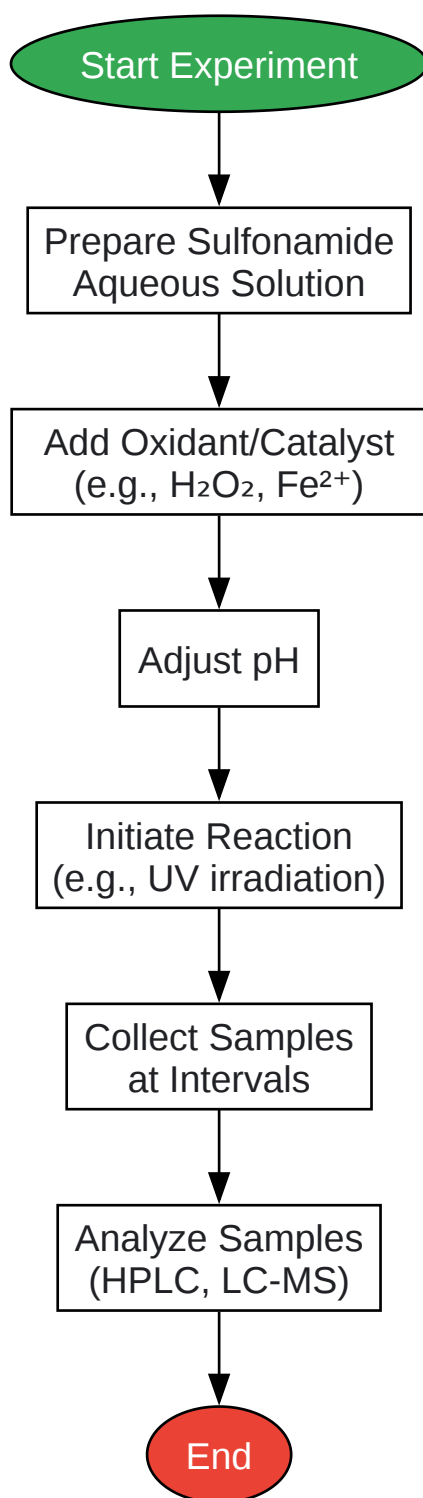 Start Experiment
Prepare Sulfonamide
Aqueous Solution
Add Oxidant/Catalyst
(e.g., H₂O₂, Fe²⁺)
Adjust pH
Initiate Reaction
(e.g., UV irradiation)
Collect Samples
at Intervals
Analyze Samples
(HPLC, LC-MS)
End